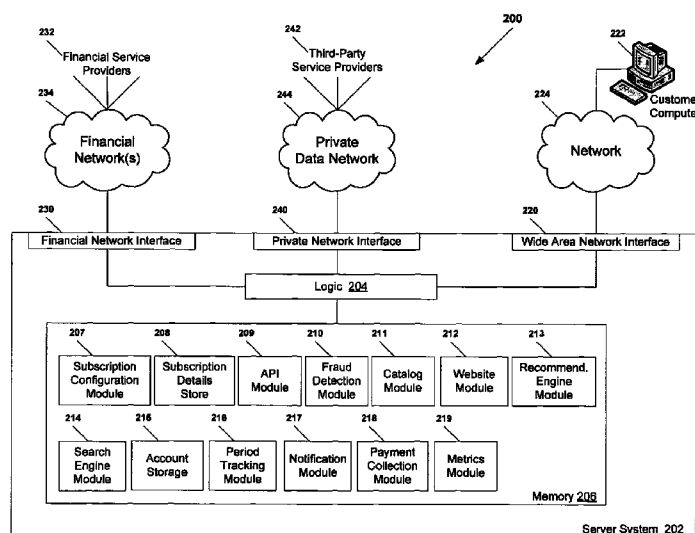 232
Financial Service
Providers
234
Financial
Network(s)
242
Third-Party
Service Providers
244
Private
Data Network
200
222
Custome
Compute
224
Network
230
Financial Network Interface
240
Private Network Interface
220
Wide Area Network Interface
Logic 204
207
Subscription
Configuration
Module
208
Subscription
Details
Store
209
API
Module
210
Fraud
Detection
Module
211
Catalog
Module
212
Website
Module
213
Recommend.
Engine
Module
214
Search
Engine
Module
215
Account
Storage
216
Period
Tracking
Module
217
Notification
Module
218
Payment
Collection
Module
219
Metrics
Module
Memory 206
Server System 202